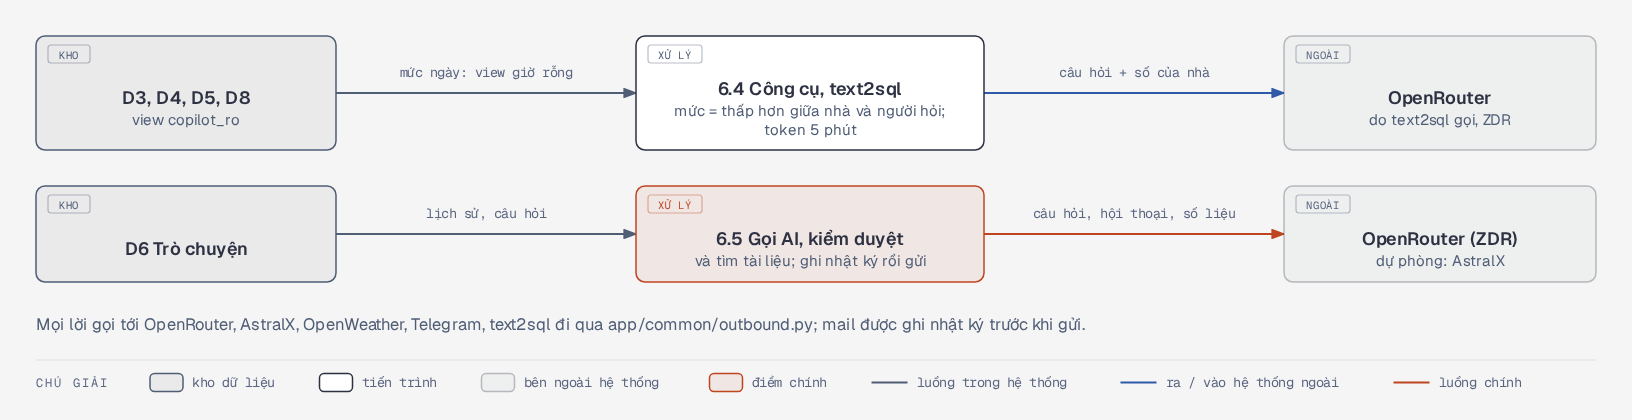 KHO
D3, D4, D5, D8
view copilot_ro
mức ngày: view giờ rỗng
XỬ LÝ
6.4 Công cụ, text2sql
mức = thấp hơn giữa nhà và người hỏi;
token 5 phút
câu hỏi + số của nhà
NGOÀI
OpenRouter
do text2sql gọi, ZDR
KHO
D6 Trò chuyện
lịch sử, câu hỏi
XỬ LÝ
6.5 Gọi AI, kiểm duyệt
và tìm tài liệu; ghi nhật ký rồi gửi
câu hỏi, hội thoại, số liệu
NGOÀI
OpenRouter (ZDR)
dự phòng: AstralX
Mọi lời gọi tới OpenRouter, AstralX, OpenWeather, Telegram, text2sql đi qua app/common/outbound.py; mail được ghi nhật ký trước khi gửi.
CHÚ GIẢI
kho dữ liệu
tiến trình
bên ngoài hệ thống
điểm chính
luồng trong hệ thống
ra / vào hệ thống ngoài
luồng chính